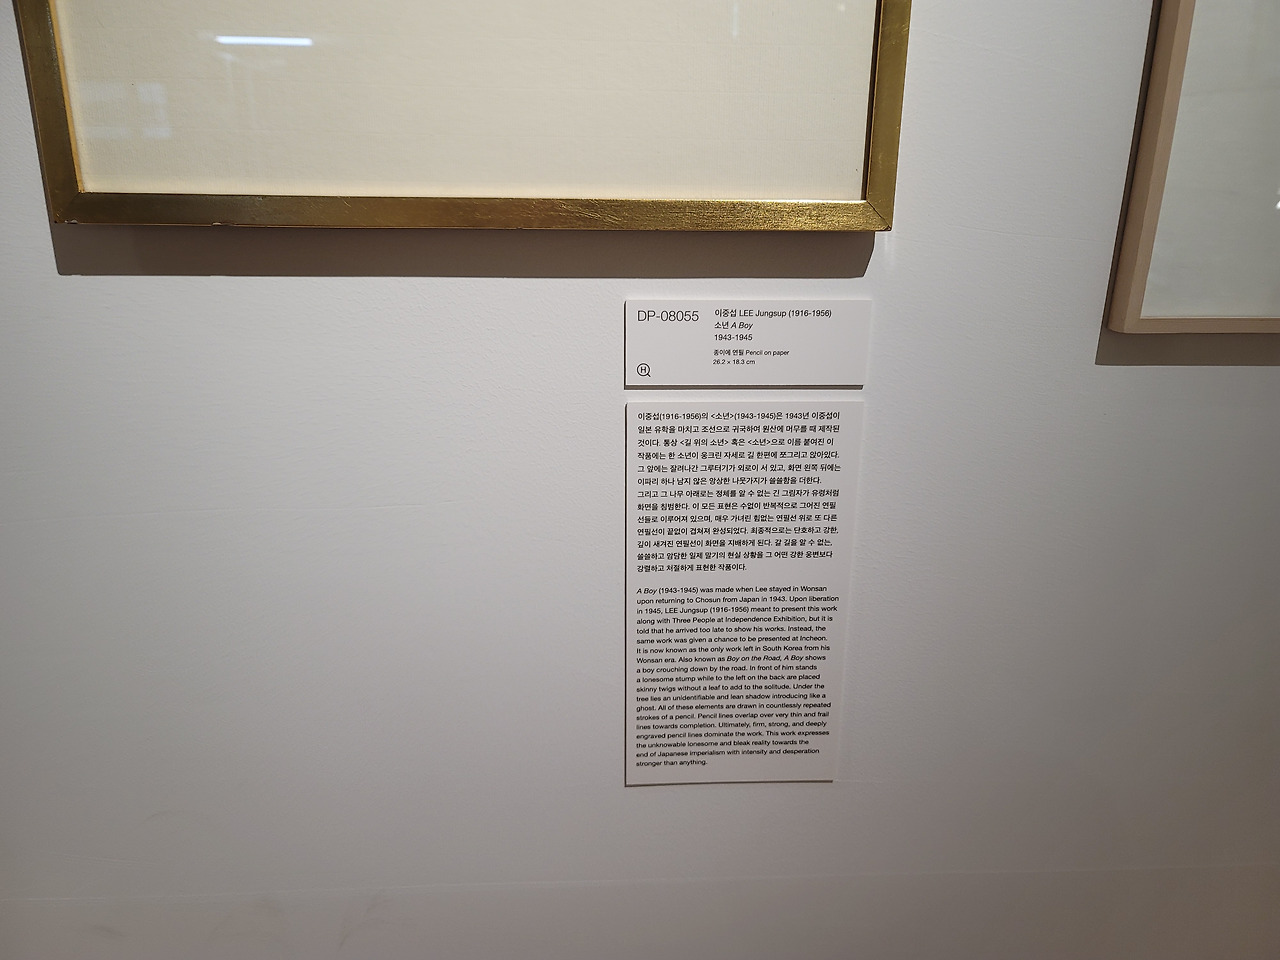 DP-08055
이중섭 LEE Jungsup (1916-1956)
소년 A Boy
1943-1945
종이에 연필 Pencil on paper
26.2 × 18.3 cm
H
이중섭(1916-1956)의 <소년>(1943-1945)은 1943년 이중섭이
일본 유학을 마치고 조선으로 귀국하여 원산에 머무를 때 제작된
것이다. 통상 <길 위의 소년> 혹은 <소년>으로 이름 붙여진 이
작품에는 한 소년이 웅크린 자세로 길 한편에 쪼그리고 앉아있다.
그 앞에는 잘려나간 그루터기가 외로이 서 있고, 화면 왼쪽 뒤에는
이파리 하나 남지 않은 앙상한 나뭇가지가 쓸쓸함을 더한다.
그리고 그 나무 아래로는 정체를 알 수 없는 긴 그림자가 유령처럼
화면을 침범한다. 이 모든 표현은 수없이 반복적으로 그어진 연필
선들로 이루어져 있으며, 매우 가녀린 힘없는 연필선 위로 또 다른
연필선이 끝없이 겹쳐져 완성되었다. 최종적으로는 단호하고 강한,
깊이 새겨진 연필선이 화면을 지배하게 된다. 갈 길을 알 수 없는,
쓸쓸하고 암담한 일제 말기의 현실 상황을 그 어떤 강한 웅변보다
강렬하고 처절하게 표현한 작품이다.
A Boy (1943-1945) was made when Lee stayed in Wonsan
upon returning to Chosun from Japan in 1943. Upon liberation
in 1945, LEE Jungsup (1916-1956) meant to present this work
along with Three People at Independence Exhibition, but it is
told that he arrived too late to show his works. Instead, the
same work was given a chance to be presented at Incheon.
It is now known as the only work left in South Korea from his
Wonsan era. Also known as Boy on the Road, A Boy shows
a boy crouching down by the road. In front of him stands
a lonesome stump while to the left on the back are placed
skinny twigs without a leaf to add to the solitude. Under the
tree lies an unidentifiable and lean shadow introducing like a
ghost. All of these elements are drawn in countlessly repeated
strokes of a pencil. Pencil lines overlap over very thin and frail
lines towards completion. Ultimately, firm, strong, and deeply
engraved pencil lines dominate the work. This work expresses
the unknowable lonesome and bleak reality towards the
end of Japanese imperialism with intensity and desperation
stronger than anything.